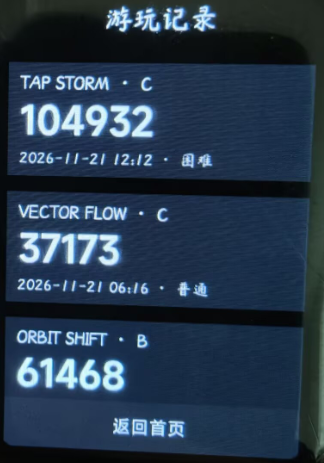 游玩记录
TAP STORM · C
104932
2026-11-21 12:12 · 困难
VECTOR FLOW · C
37173
2026-11-21 06:16 · 普通
ORBIT SHIFT · B
61468
返回首页